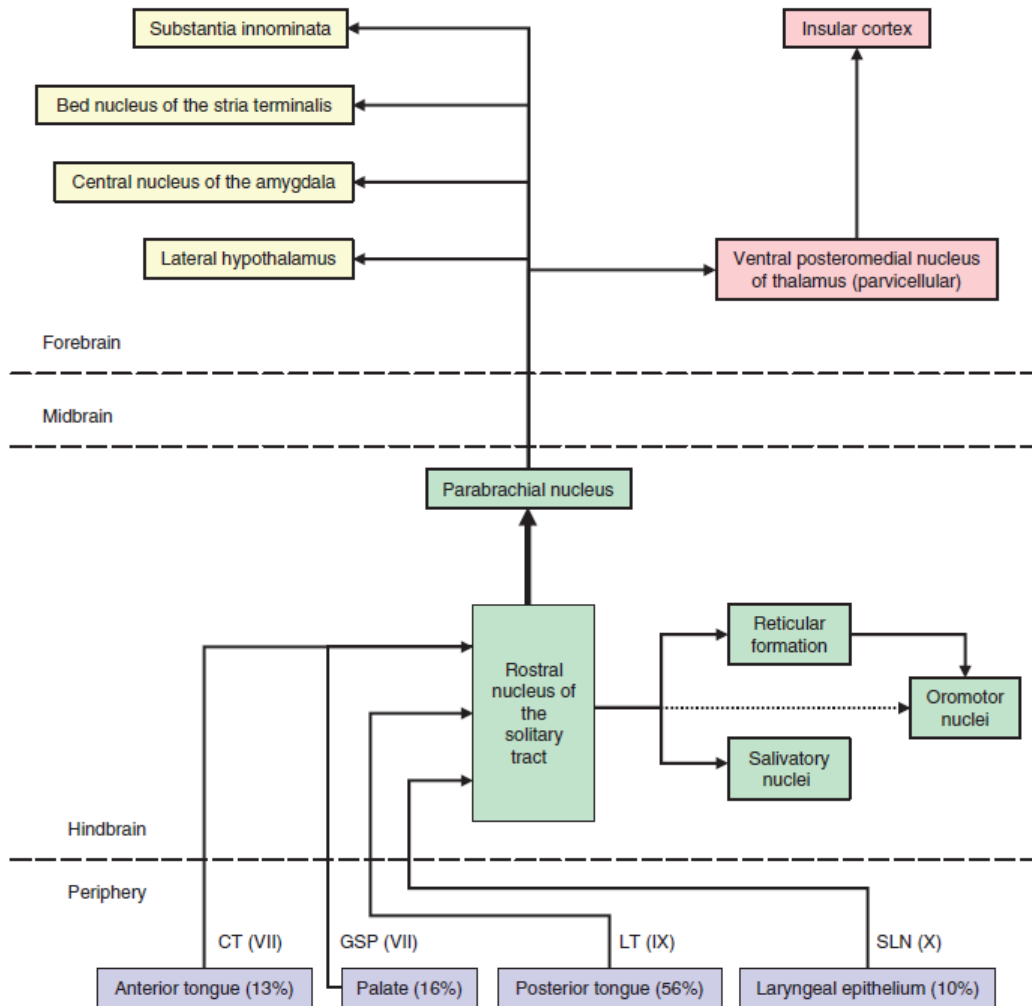 Substantia innominata
Insular cortex
Bed nucleus of the stria terminalis
Central nucleus of the amygdala
Lateral hypothalamus
Ventral posteromedial nucleus
of thalamus (parvicellular)
Forebrain
Midbrain
Parabrachial nucleus
Rostral
nucleus of
the
solitary
tract
Reticular
formation
Oromotor
nuclei
Salivatory
nuclei
Hindbrain
Periphery
CT (VII)
GSP (VII)
LT (IX)
SLN (X)
Anterior tongue (13%)
Palate (16%)
Posterior tongue (56%)
Laryngeal epithelium (10%)